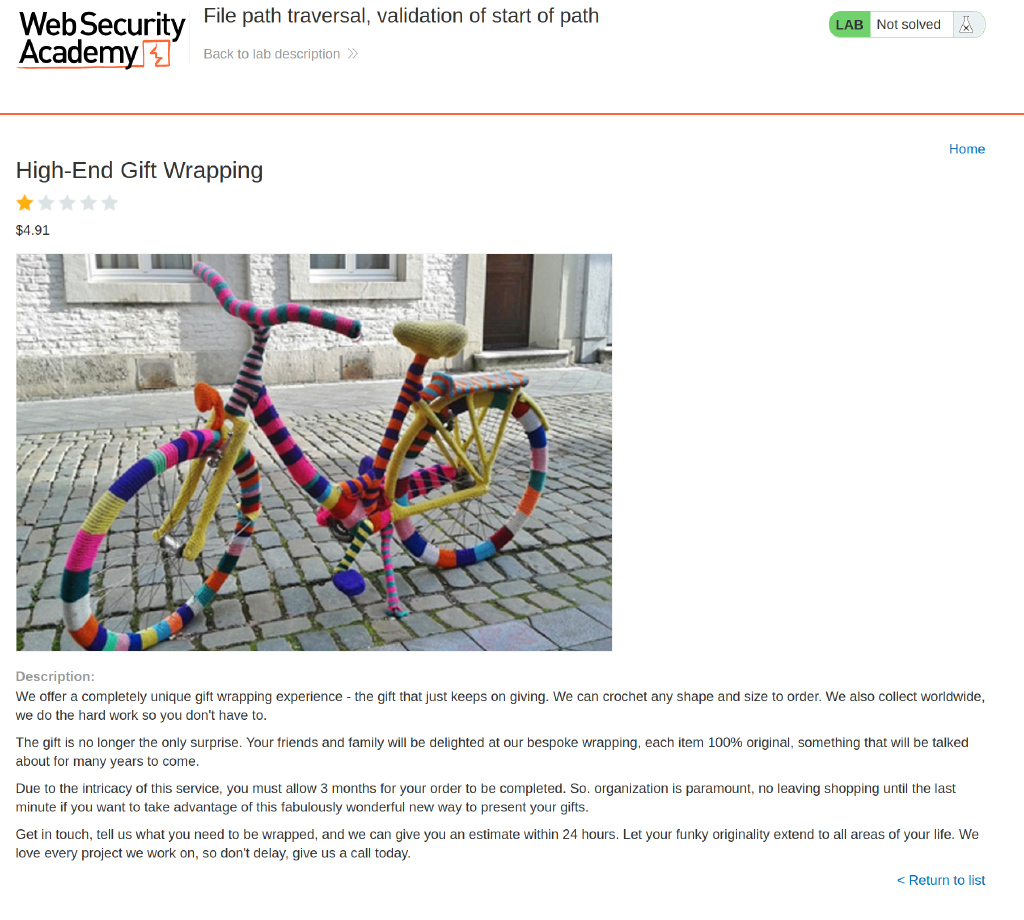 Web Security
Academy
File path traversal, validation of start of path
Back to lab description
LAB Not solved
Home
High-End Gift Wrapping
$4.91
Description:
We offer a completely unique gift wrapping experience - the gift that just keeps on giving. We can crochet any shape and size to order. We also collect worldwide,
we do the hard work so you don't have to.
The gift is no longer the only surprise. Your friends and family will be delighted at our bespoke wrapping, each item 100% original, something that will be talked
about for many years to come.
Due to the intricacy of this service, you must allow 3 months for your order to be completed. So. organization is paramount, no leaving shopping until the last
minute if you want to take advantage of this fabulously wonderful new way to present your gifts.
Get in touch, tell us what you need to be wrapped, and we can give you an estimate within 24 hours. Let your funky originality extend to all areas of your life. We
love every project we work on, so don't delay, give us a call today.
< Return to list